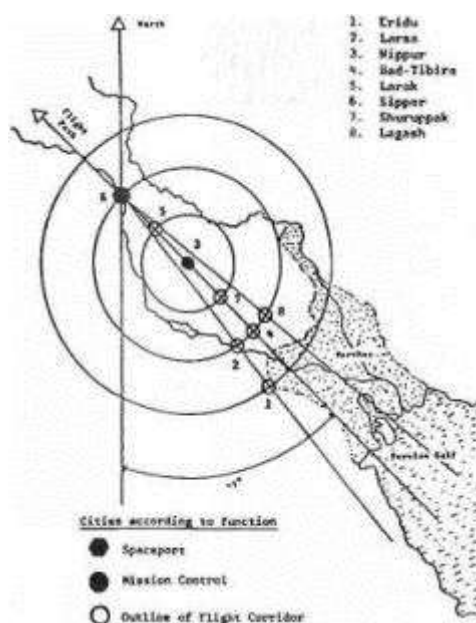 North
1. Eridu
2. Larsa
3. Nippur
4. Bad-Tibira
5. Larak
6. Sippar
7. Shuruppak
8. Lagash
Flight
Path
6
5
3
7
8
4
2
1
Marshes
Persian Gulf
Cities according to function
Spaceport
Mission Control
Outline of Flight Corridor